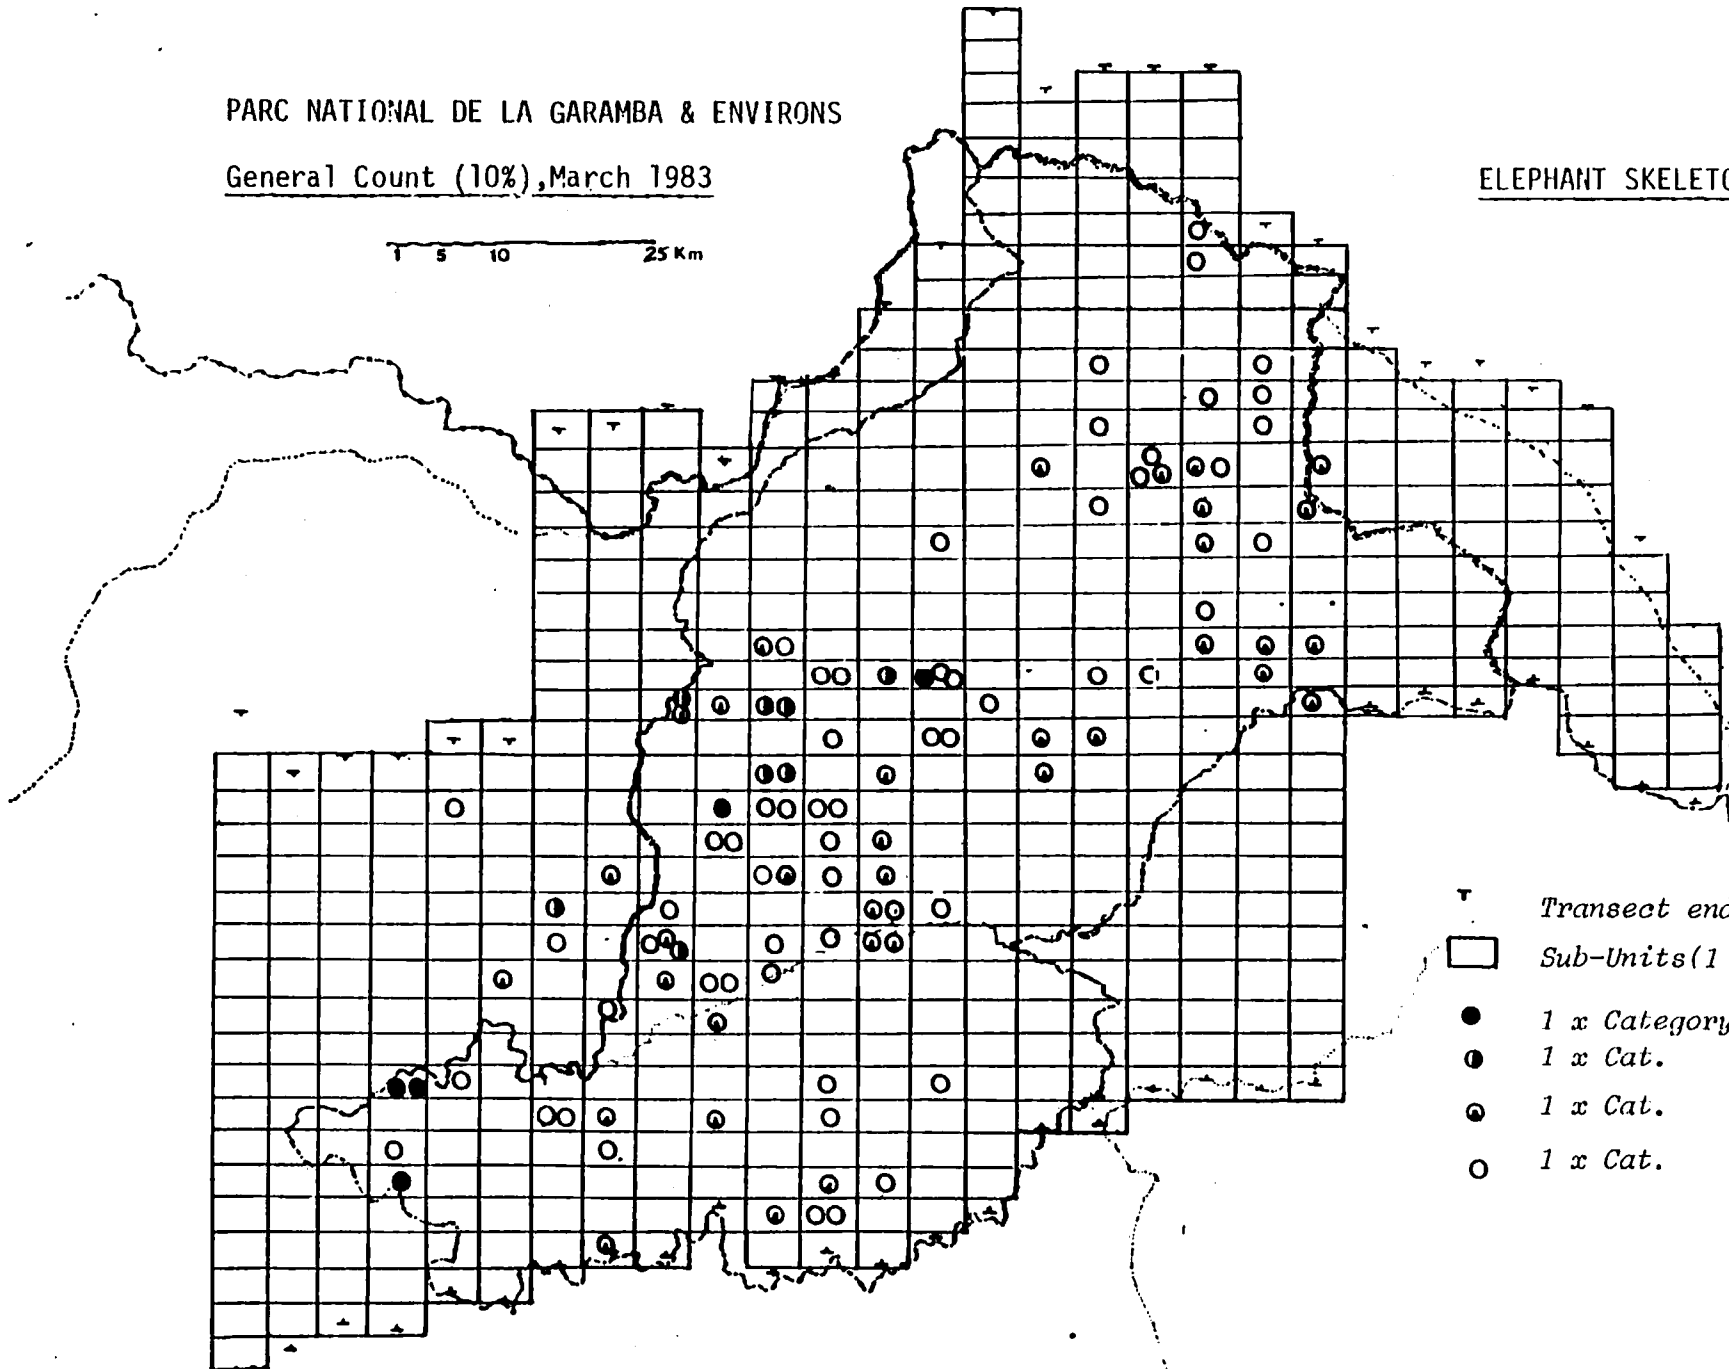 PARC NATIONAL DE LA GARAMBA & ENVIRONS
General Count (10%), March 1983
ELEPHANT SKELETO
1 5 10 25 Km
Transect end
Sub-Units(1
1 x Category
1 x Cat.
1 x Cat.
1 x Cat.